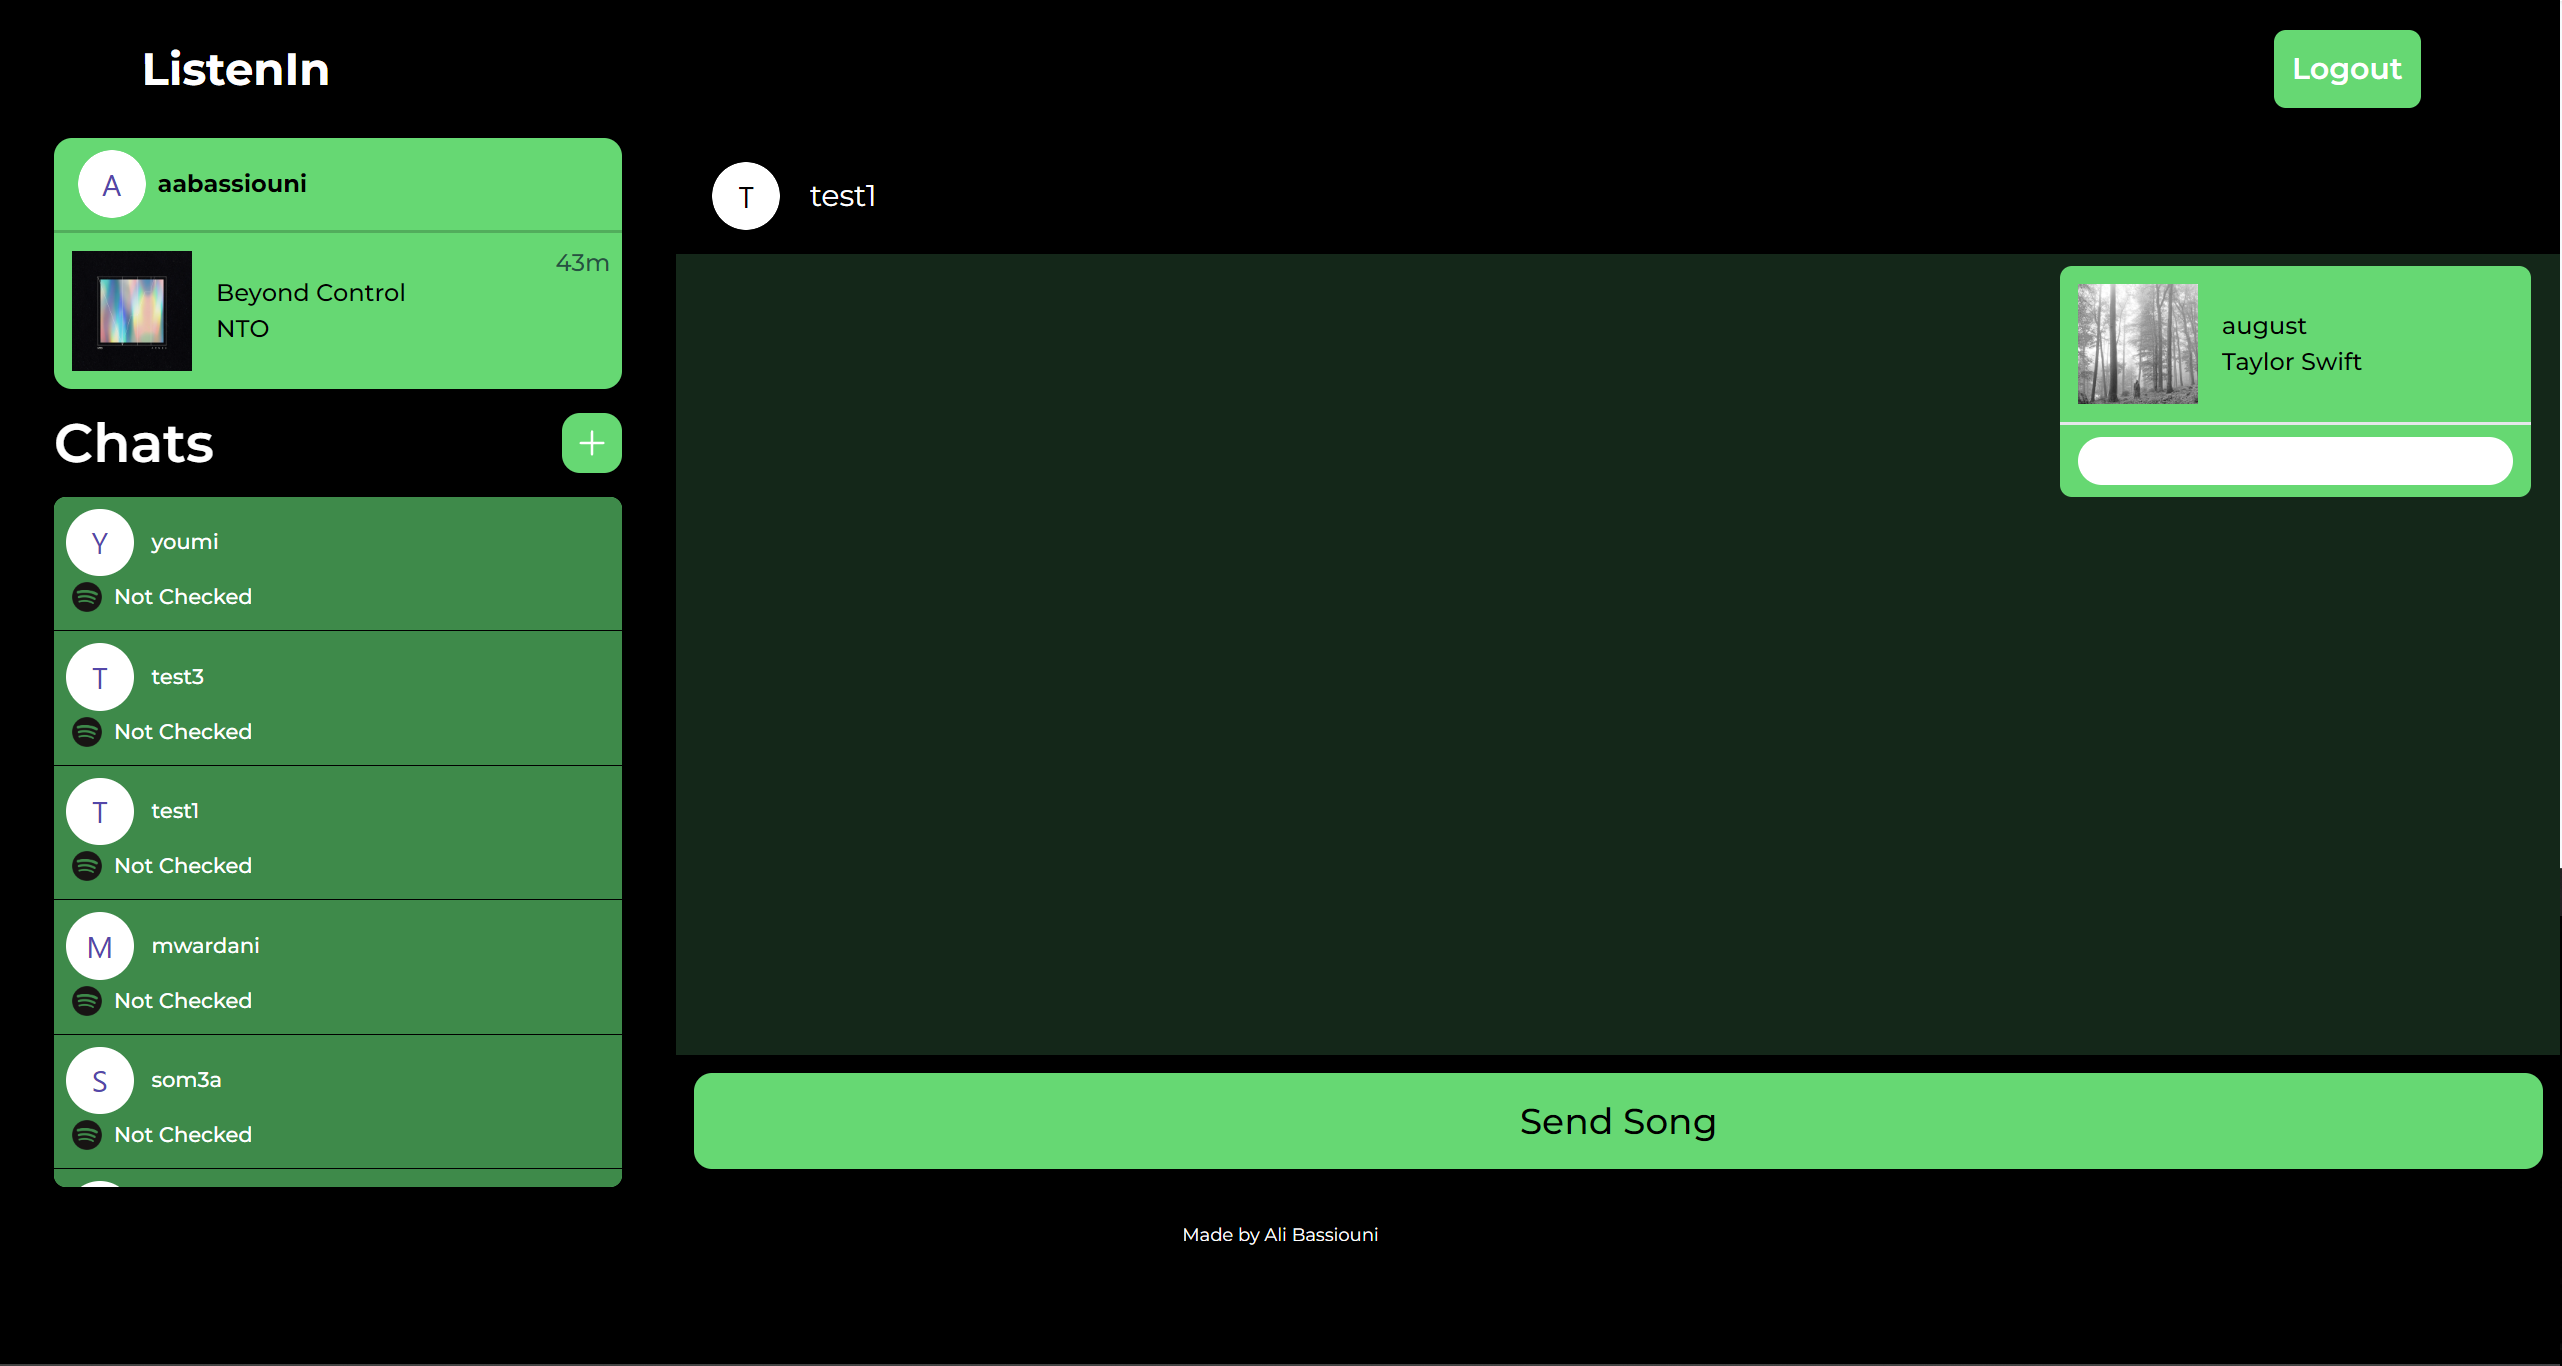 ListenIn
Logout
A
aabassiouni
43m
Beyond Control
NTO
Chats
Y
youmi
Not Checked
T
test3
Not Checked
T
test1
Not Checked
M
mwardani
Not Checked
S
som3a
Not Checked
T
test1
august
Taylor Swift
Send Song
Made by Ali Bassiouni